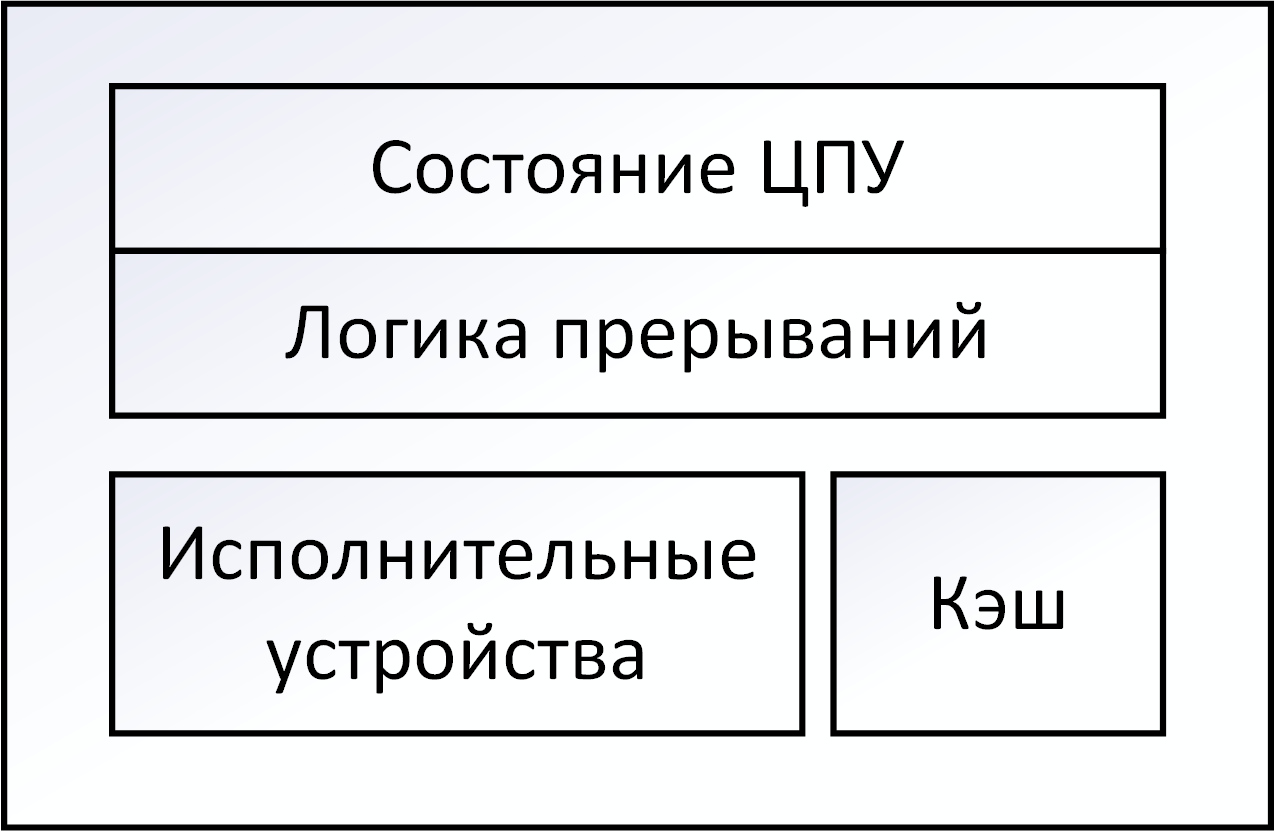 Состояние ЦПУ
Логика прерываний
Исполнительные
устройства
Кэш